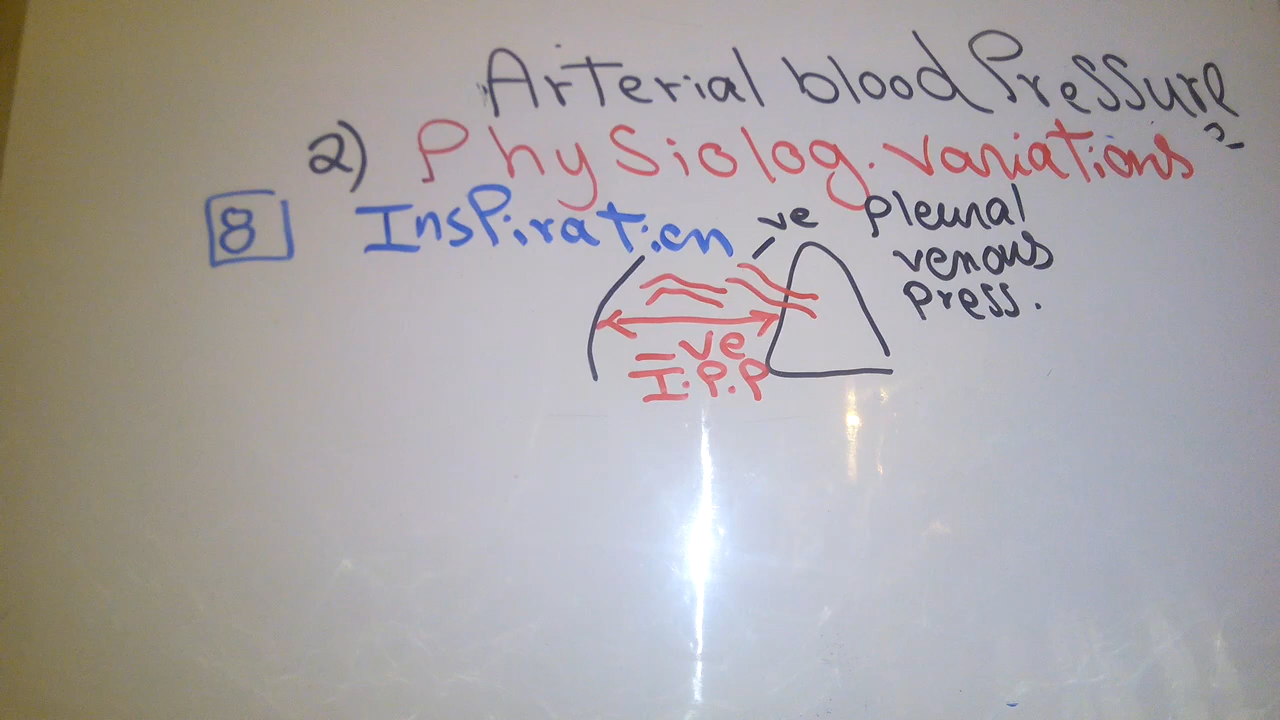 Arterial blood Pressure
2) Physiolog. variations
8 Inspiration
-ve Pleural
venous
Press.
-ve
I.P.P